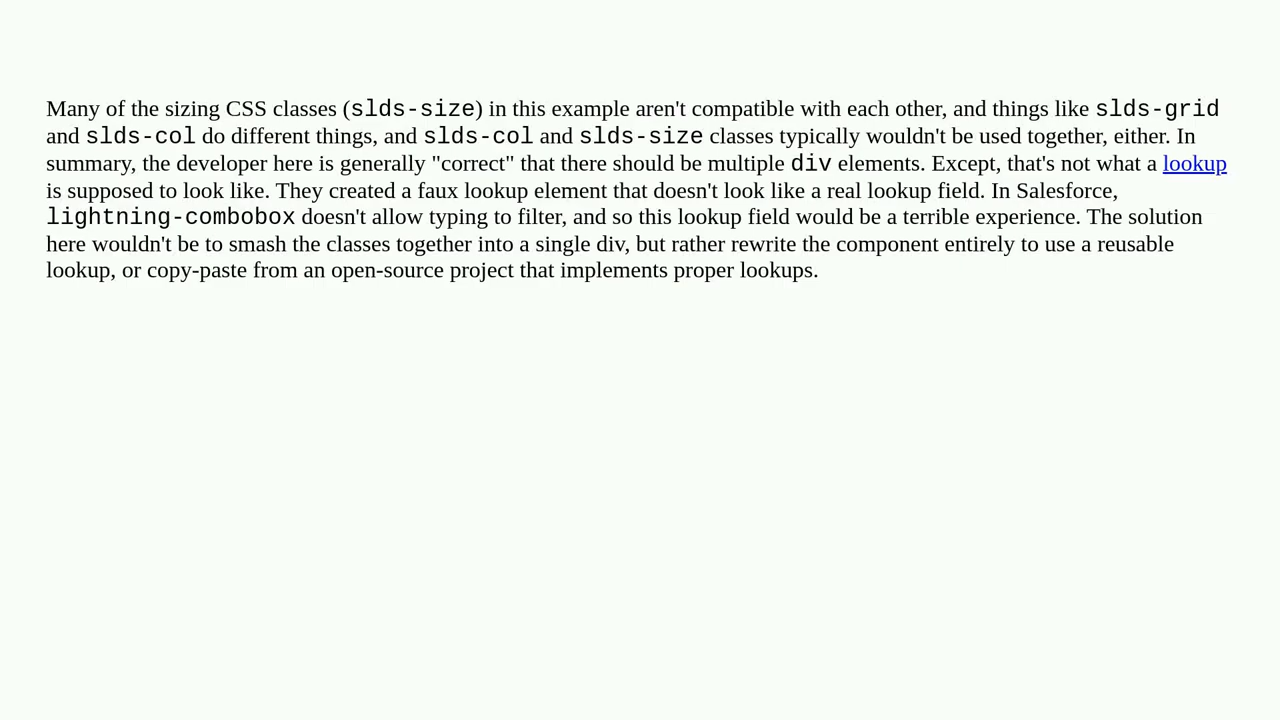 Many of the sizing CSS classes (slds-size) in this example aren't compatible with each other, and things like slds-grid
and slds-col do different things, and slds-col and slds-size classes typically wouldn't be used together, either. In
summary, the developer here is generally "correct" that there should be multiple div elements. Except, that's not what a lookup
is supposed to look like. They created a faux lookup element that doesn't look like a real lookup field. In Salesforce,
lightning-combobox doesn't allow typing to filter, and so this lookup field would be a terrible experience. The solution
here wouldn't be to smash the classes together into a single div, but rather rewrite the component entirely to use a reusable
lookup, or copy-paste from an open-source project that implements proper lookups.